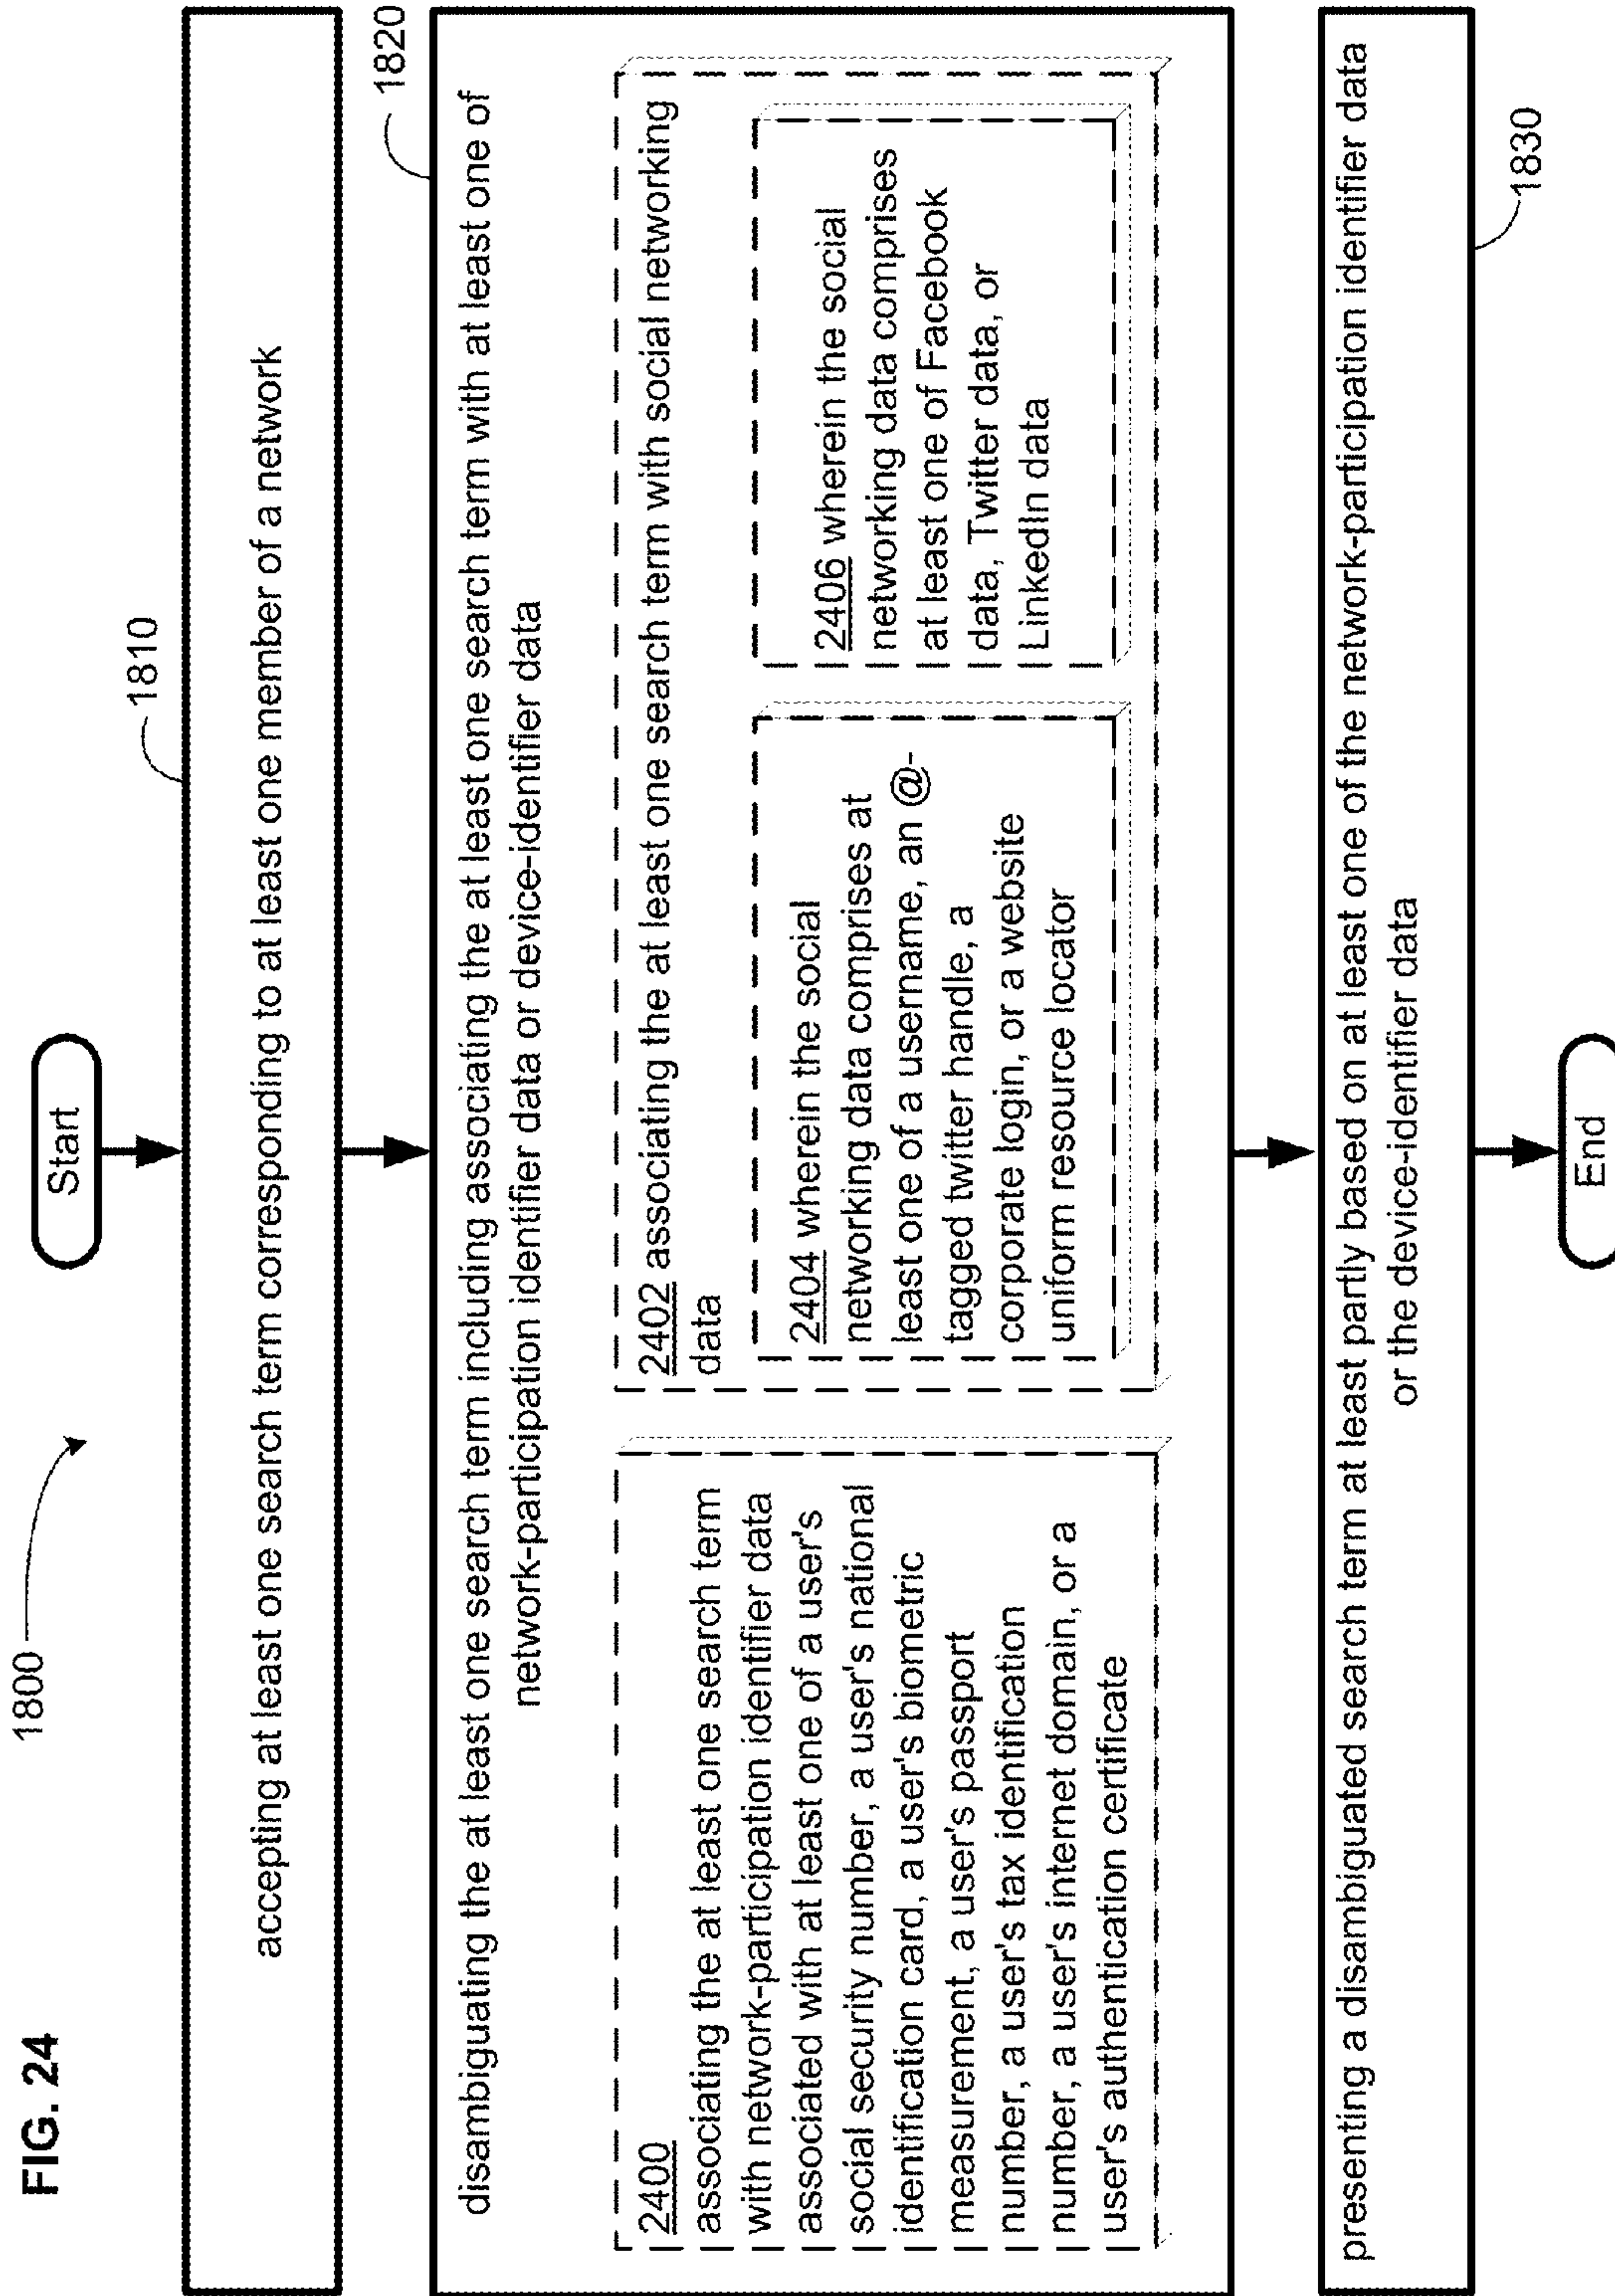 FIG. 24
1800
Start
1810
accepting at least one search term corresponding to at least one member of a network
1820
disambiguating the at least one search term including associating the at least one search term with at least one of
network-participation identifier data or device-identifier data
2400
associating the at least one search term
with network-participation identifier data
associated with at least one of a user's
social security number, a user's national
identification card, a user's biometric
measurement, a user's passport
number, a user's tax identification
number, a user's internet domain, or a
user's authentication certificate
2402 associating the at least one search term with social networking
data
2404 wherein the social
networking data comprises at
least one of a username, an @-
tagged twitter handle, a
corporate login, or a website
uniform resource locator
2406 wherein the social
networking data comprises
at least one of Facebook
data, Twitter data, or
LinkedIn data
presenting a disambiguated search term at least partly based on at least one of the network-participation identifier data
or the device-identifier data
1830
End